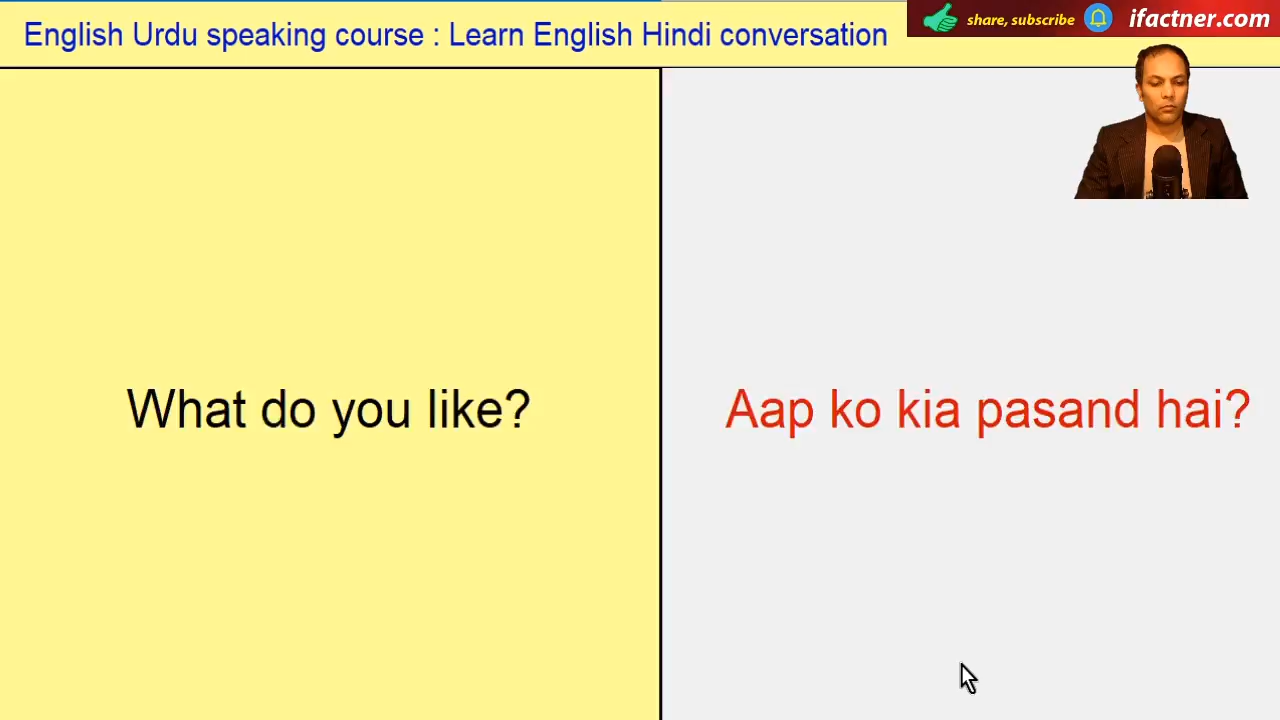 English Urdu speaking course : Learn English Hindi conversation
share, subscribe
ifactner.com
What do you like?
Aap ko kia pasand hai?